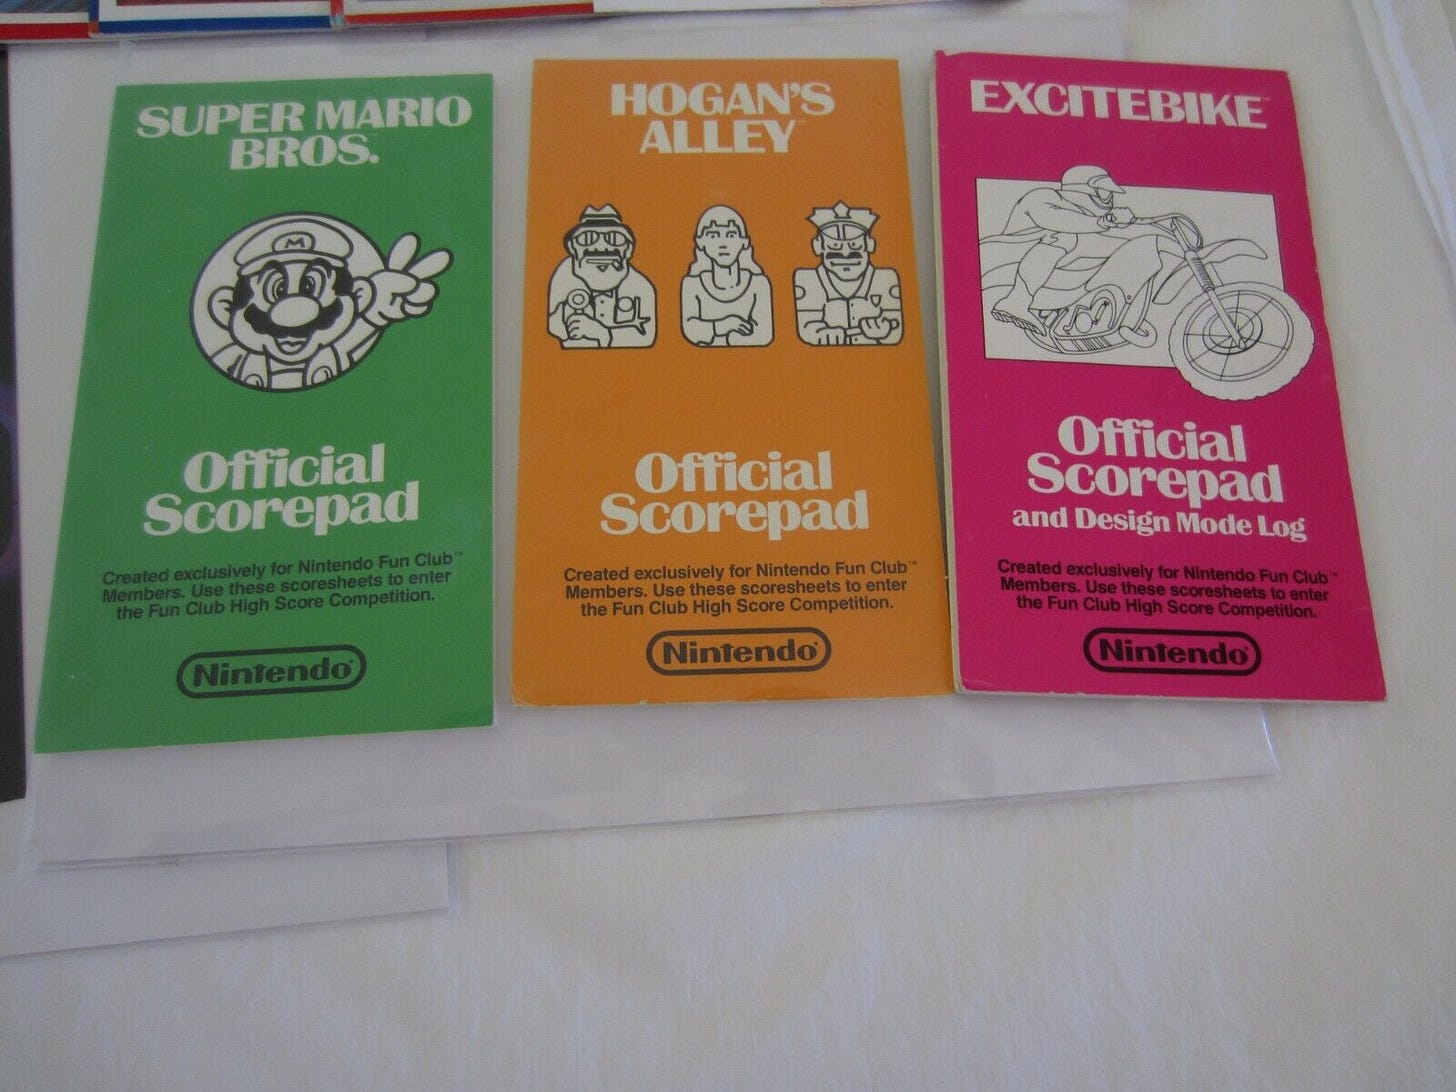 SUPER MARIO
BROS.™
M
Official
Scorepad
Created exclusively for Nintendo Fun Club™
Members. Use these scoresheets to enter
the Fun Club High Score Competition.
Nintendo®
HOGAN'S
ALLEY™
Official
Scorepad
Created exclusively for Nintendo Fun Club™
Members. Use these scoresheets to enter
the Fun Club High Score Competition.
Nintendo®
EXCITEBIKE™
Official
Scorepad
and Design Mode Log
Created exclusively for Nintendo Fun Club™
Members. Use these scoresheets to enter
the Fun Club High Score Competition.
Nintendo®